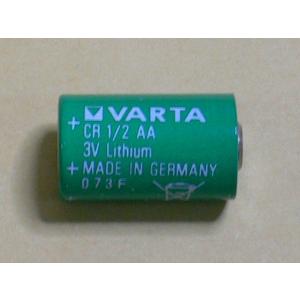 VARTA
+ CR 1/2 AA
3V Lithium
+ MADE IN GERMANY
073F